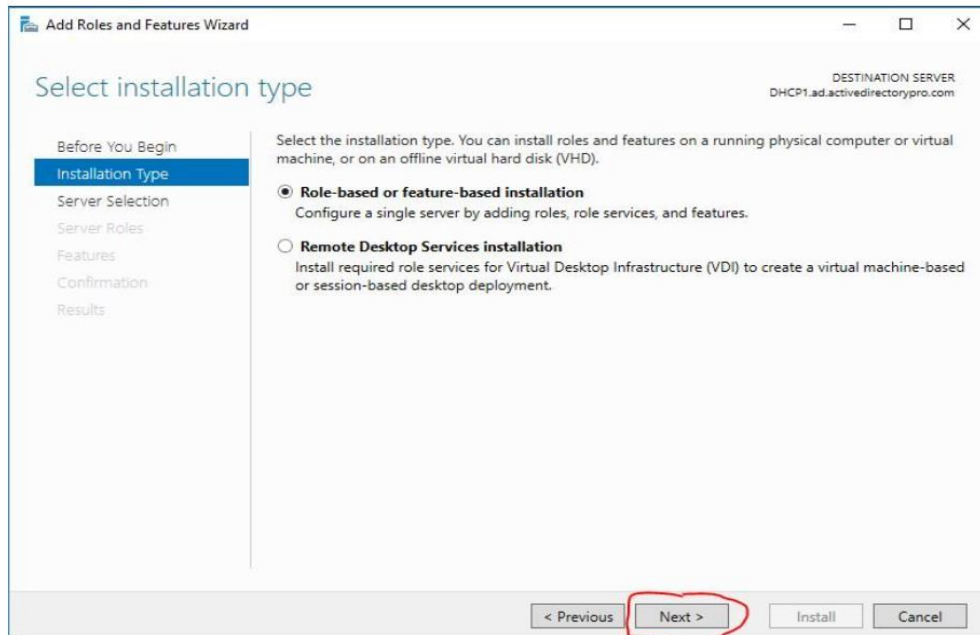 Add Roles and Features Wizard
Select installation type
DESTINATION SERVER
DHCP1.ad.activedirectorypro.com
Before You Begin
Installation Type
Server Selection
Server Roles
Features
Confirmation
Results
Select the installation type. You can install roles and features on a running physical computer or virtual
machine, or on an offline virtual hard disk (VHD).
Role-based or feature-based installation
Configure a single server by adding roles, role services, and features.
Remote Desktop Services installation
Install required role services for Virtual Desktop Infrastructure (VDI) to create a virtual machine-based
or session-based desktop deployment.
< Previous
Next >
Install
Cancel